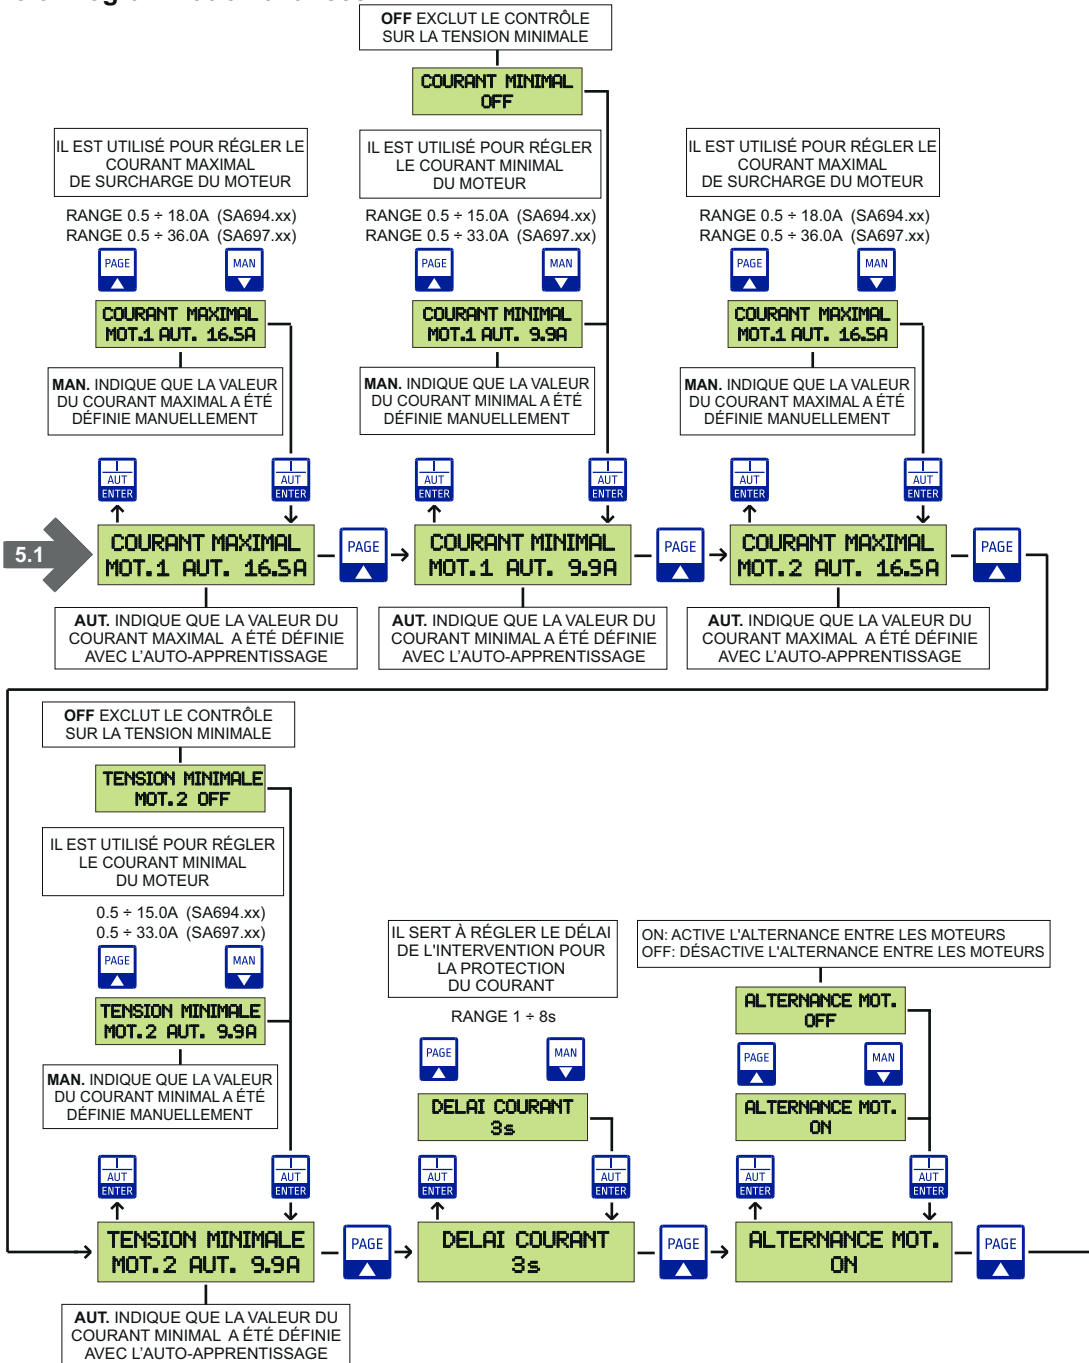 OFF EXCLUT LE CONTRÔLE
SUR LA TENSION MINIMALE
COURANT MINIMAL
OFF
IL EST UTILISÉ POUR RÉGLER LE
COURANT MAXIMAL
DE SURCHARGE DU MOTEUR
RANGE 0.5 ÷ 18.0A (SA694.xx)
RANGE 0.5 ÷ 36.0A (SA697.xx)
PAGE
MAN
COURANT MAXIMAL
MOT.1 AUT. 16.5A
MAN. INDIQUE QUE LA VALEUR
DU COURANT MAXIMAL A ÉTÉ
DÉFINIE MANUELLEMENT
IL EST UTILISÉ POUR RÉGLER
LE COURANT MINIMAL
DU MOTEUR
RANGE 0.5 ÷ 15.0A (SA694.xx)
RANGE 0.5 ÷ 33.0A (SA697.xx)
PAGE
MAN
COURANT MINIMAL
MOT.1 AUT. 9.9A
MAN. INDIQUE QUE LA VALEUR
DU COURANT MINIMAL A ÉTÉ
DÉFINIE MANUELLEMENT
IL EST UTILISÉ POUR RÉGLER LE
COURANT MAXIMAL
DE SURCHARGE DU MOTEUR
RANGE 0.5 ÷ 18.0A (SA694.xx)
RANGE 0.5 ÷ 36.0A (SA697.xx)
PAGE
MAN
COURANT MAXIMAL
MOT.1 AUT. 16.5A
MAN. INDIQUE QUE LA VALEUR
DU COURANT MAXIMAL A ÉTÉ
DÉFINIE MANUELLEMENT
AUT
ENTER
AUT
ENTER
AUT
ENTER
AUT
ENTER
AUT
ENTER
AUT
ENTER
5.1
COURANT MAXIMAL
MOT.1 AUT. 16.5A
PAGE
COURANT MINIMAL
MOT.1 AUT. 9.9A
PAGE
COURANT MAXIMAL
MOT.2 AUT. 16.5A
PAGE
AUT. INDIQUE QUE LA VALEUR DU
COURANT MAXIMAL A ÉTÉ DÉFINIE
AVEC L'AUTO-APPRENTISSAGE
AUT. INDIQUE QUE LA VALEUR DU
COURANT MINIMAL A ÉTÉ DÉFINIE
AVEC L'AUTO-APPRENTISSAGE
AUT. INDIQUE QUE LA VALEUR DU
COURANT MAXIMAL A ÉTÉ DÉFINIE
AVEC L'AUTO-APPRENTISSAGE
OFF EXCLUT LE CONTRÔLE
SUR LA TENSION MINIMALE
TENSION MINIMALE
MOT.2 OFF
IL EST UTILISÉ POUR RÉGLER
LE COURANT MINIMAL
DU MOTEUR
0.5 ÷ 15.0A (SA694.xx)
0.5 ÷ 33.0A (SA697.xx)
PAGE
MAN
TENSION MINIMALE
MOT.2 AUT. 9.9A
MAN. INDIQUE QUE LA VALEUR
DU COURANT MINIMAL A ÉTÉ
DÉFINIE MANUELLEMENT
IL SERT À RÉGLER LE DÉLAI
DE L'INTERVENTION POUR
LA PROTECTION
DU COURANT
RANGE 1 ÷ 8s
PAGE
MAN
DELAI COURANT
3s
ON: ACTIVE L'ALTERNANCE ENTRE LES MOTEURS
OFF: DÉSACTIVE L'ALTERNANCE ENTRE LES MOTEURS
ALTERNANCE MOT.
OFF
PAGE
MAN
ALTERNANCE MOT.
ON
AUT
ENTER
AUT
ENTER
AUT
ENTER
AUT
ENTER
AUT
ENTER
AUT
ENTER
TENSION MINIMALE
MOT.2 AUT. 9.9A
PAGE
DELAI COURANT
3s
PAGE
ALTERNANCE MOT.
ON
PAGE
AUT. INDIQUE QUE LA VALEUR DU
COURANT MINIMAL A ÉTÉ DÉFINIE
AVEC L'AUTO-APPRENTISSAGE